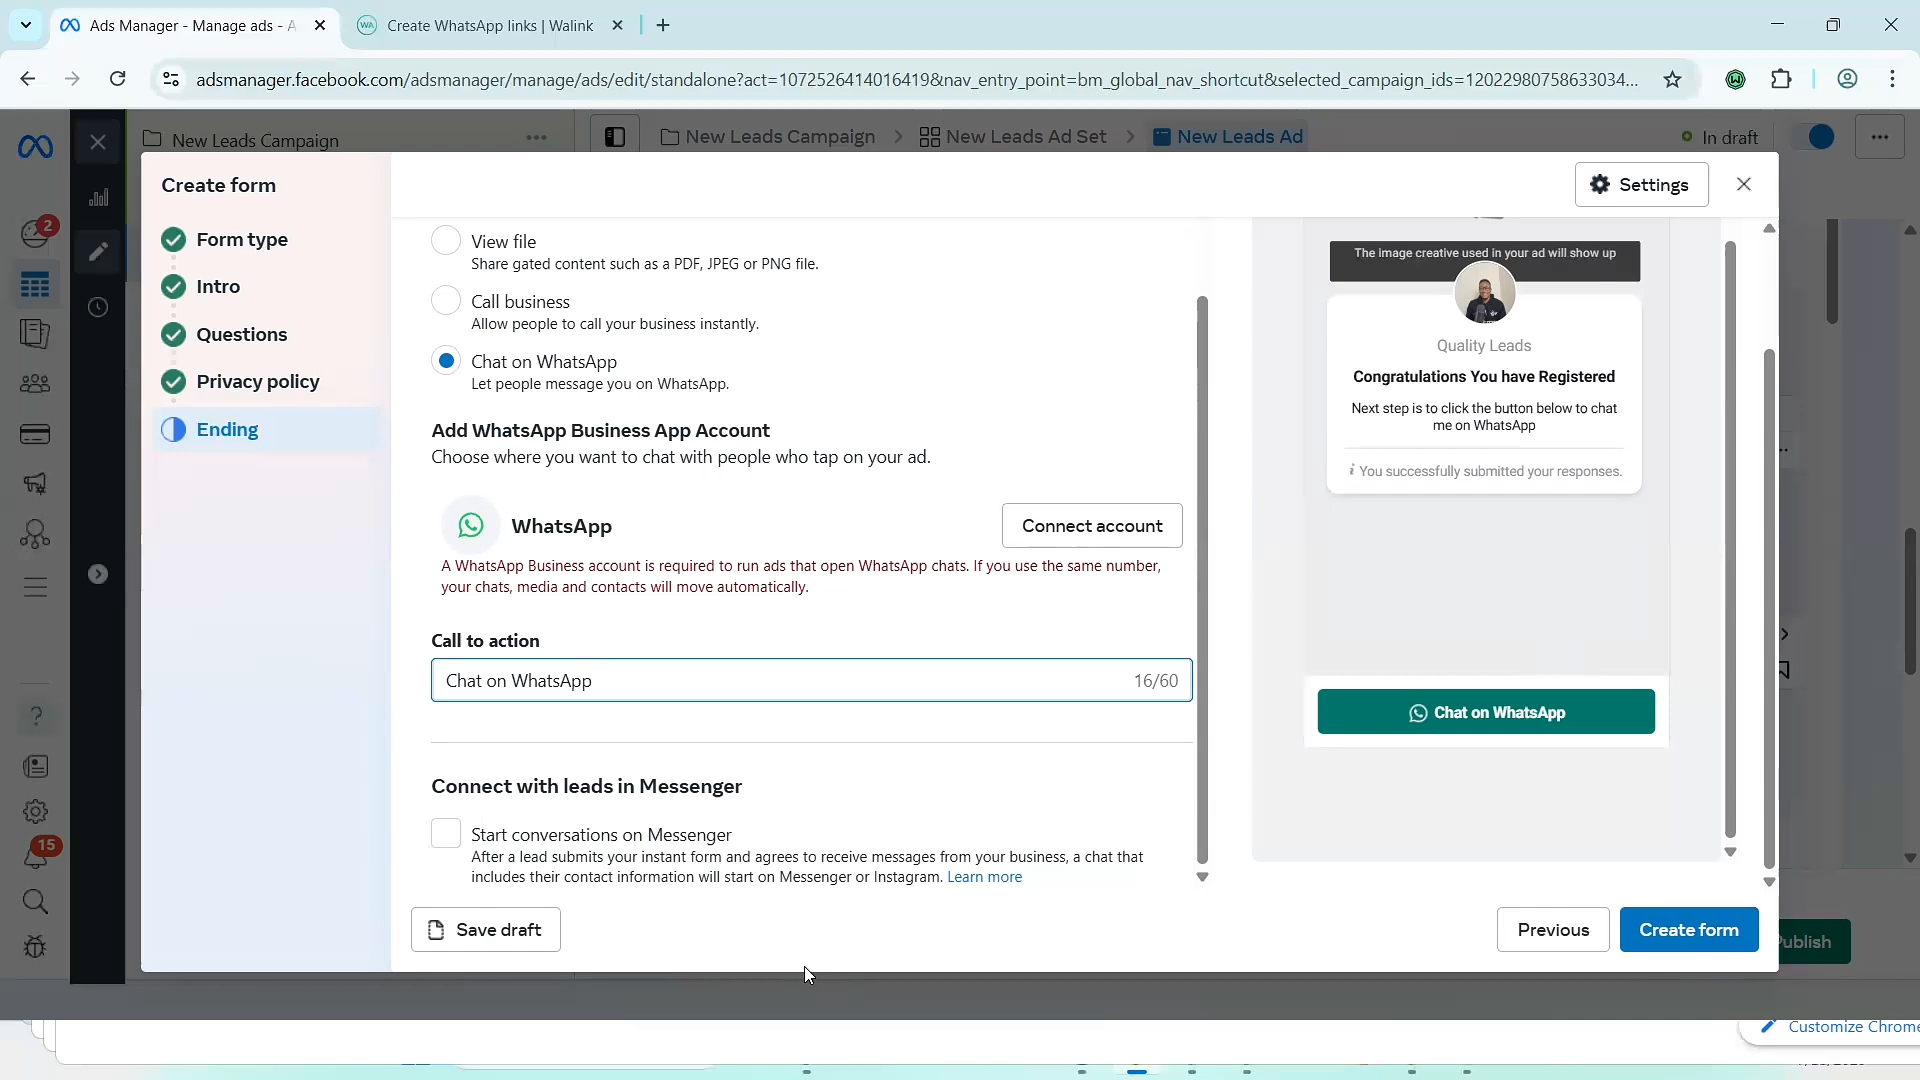 Ads Manager - Manage ads - A
Create WhatsApp links | Walink
adsmanager.facebook.com/adsmanager/manage/ads/edit/standalone?act=1072526414016419&nav_entry_point=bm_global_nav_shortcut&selected_campaign_ids=12022980758633034...
New Leads Campaign
New Leads Campaign
New Leads Ad Set
New Leads Ad
In draft
Create form
Settings
Form type
Intro
Questions
Privacy policy
Ending
2
15
View file
Share gated content such as a PDF, JPEG or PNG file.
Call business
Allow people to call your business instantly.
Chat on WhatsApp
Let people message you on WhatsApp.
Add WhatsApp Business App Account
Choose where you want to chat with people who tap on your ad.
WhatsApp
Connect account
A WhatsApp Business account is required to run ads that open WhatsApp chats. If you use the same number,
your chats, media and contacts will move automatically.
Call to action
Chat on WhatsApp
16/60
Connect with leads in Messenger
Start conversations on Messenger
After a lead submits your instant form and agrees to receive messages from your business, a chat that
includes their contact information will start on Messenger or Instagram. Learn more
The image creative used in your ad will show up
Quality Leads
Congratulations You have Registered
Next step is to click the button below to chat
me on WhatsApp
You successfully submitted your responses.
Chat on WhatsApp
Save draft
Previous
Create form
Publish
Customize Chrome